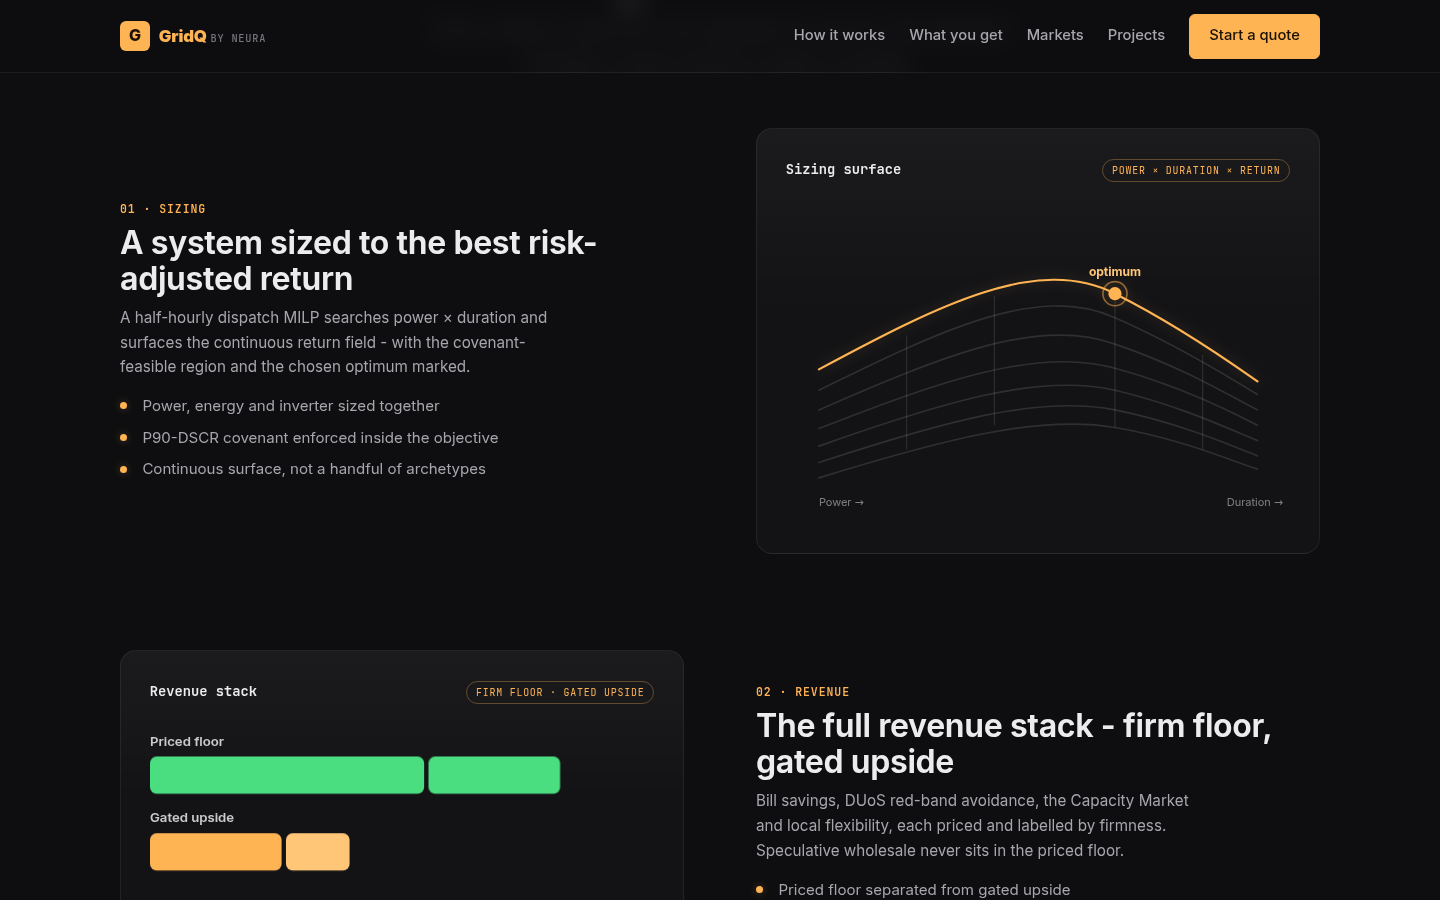 G GridQ BY NEURA
How it works What you get Markets Projects Start a quote
01 · SIZING
A system sized to the best risk-
adjusted return
A half-hourly dispatch MILP searches power × duration and
surfaces the continuous return field - with the covenant-
feasible region and the chosen optimum marked.
Power, energy and inverter sized together
P90-DSCR covenant enforced inside the objective
Continuous surface, not a handful of archetypes
Sizing surface
POWER × DURATION × RETURN
optimum
Power →
Duration →
Revenue stack
FIRM FLOOR · GATED UPSIDE
Priced floor
Gated upside
02 · REVENUE
The full revenue stack - firm floor,
gated upside
Bill savings, DUoS red-band avoidance, the Capacity Market
and local flexibility, each priced and labelled by firmness.
Speculative wholesale never sits in the priced floor.
Priced floor separated from gated upside